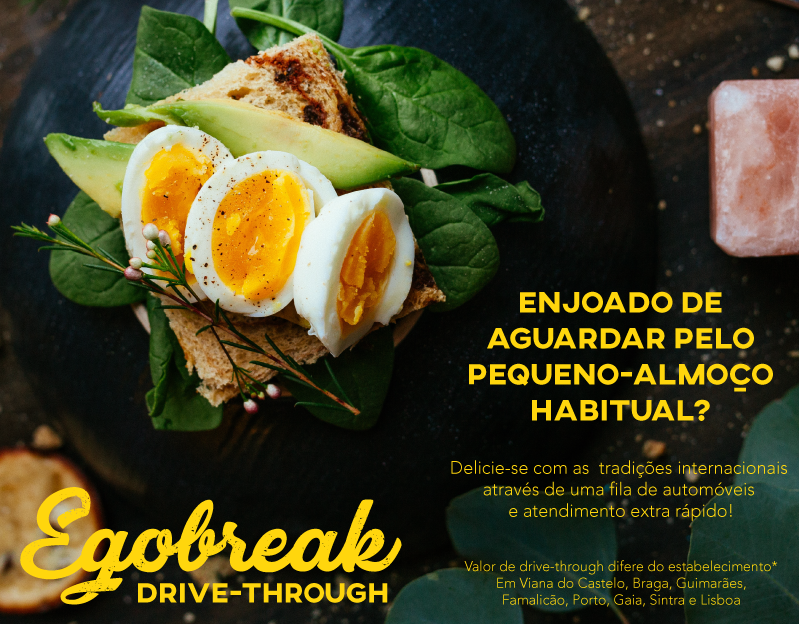 ENJOADO DE
AGUARDAR PELO
PEQUENO-ALMOÇO
HABITUAL?
Delicie-se com as tradições internacionais
através de uma fila de automóveis
e atendimento extra rápido!
Egobreak
DRIVE-THROUGH
Valor de drive-through difere do estabelecimento*
Em Viana do Castelo, Braga, Guimarães,
Famalicão, Porto, Gaia, Sintra e Lisboa